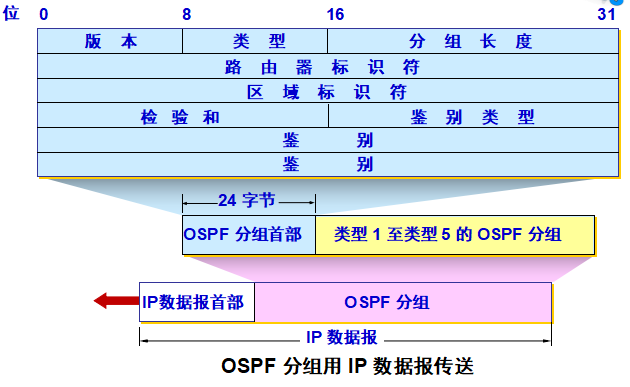 位 0 8 16 31
版 本 类 型 分 组 长 度
路 由 器 标 识 符
区 域 标 识 符
检 验 和 鉴 别 类 型
鉴 别
鉴 别
24 字节
OSPF 分组首部 类型 1 至类型 5 的 OSPF 分组
IP数据报首部 OSPF 分组
IP 数据报
OSPF 分组用 IP 数据报传送